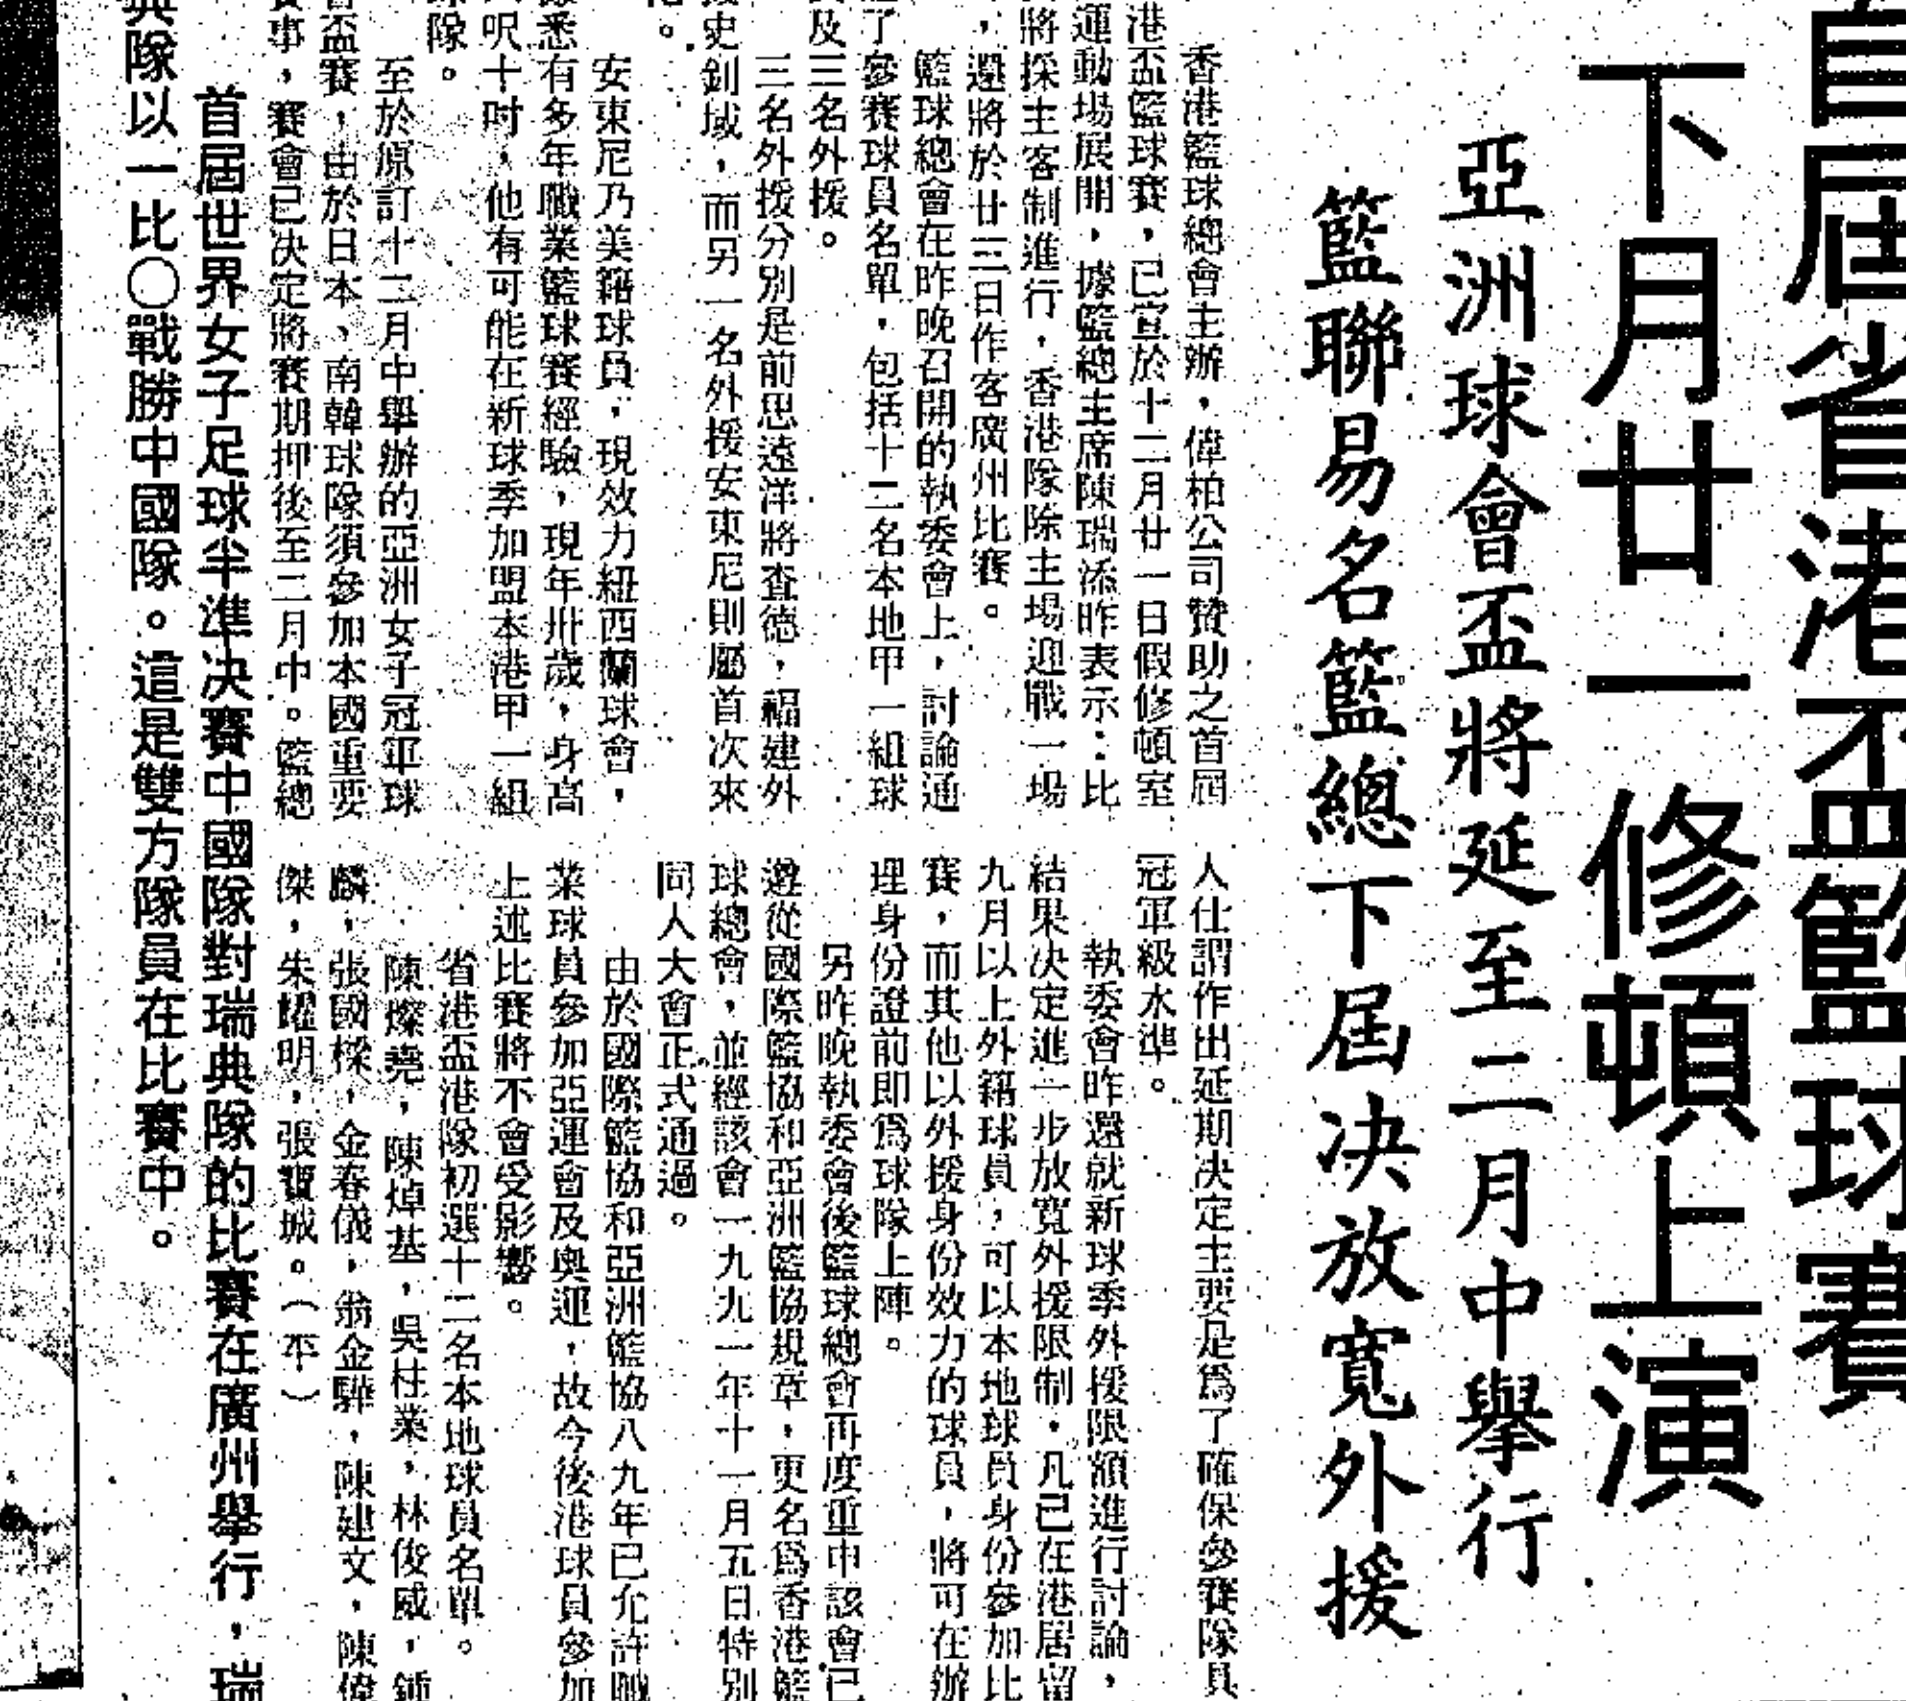 首屆省港盃籃球賽
下月廿一修頓上演
亞洲球會盃將延至二月中舉行
籃聯易名籃總下屆决放寬外援
香港籃球總會主辦，偉柏公司贊助之首屆
港盃籃球賽，已宣於十二月廿一日假修頓室
運動場展開，據籃總主席陳瑞添昨表示：比
將採主客制進行，香港隊除主場迎戰一場
，還將於廿三日作客廣州比賽。
籃球總會在昨晚召開的執委會上，討論通
了參賽球員名單，包括十二名本地甲一組球
及三名外援。
三名外援分別是前思遠洋將查德，福建外
史釗域，而另一名外援安東尼則屬首次來
。
安東尼乃美籍球員，現效力紐西蘭球會，
悉有多年職業籃球賽經驗，現年卅歲，身高
呎十吋，他有可能在新球季加盟本港甲一組
球隊。
至於原訂十二月中舉辦的亞洲女子冠軍球
會盃賽，由於日本、南韓球隊須參加本國重要
賽事，賽會已决定將賽期押後至二月中。籃總
人仕謂作出延期决定主要是爲了確保參賽隊具
冠軍級水準。
執委會昨還就新球季外援限額進行討論，
結果决定進一步放寬外援限制，凡已在港居留
九月以上外籍球員，可以本地球員身份參加比
賽，而其他以外援身份效力的球員，將可在辦
理身份證前即爲球隊上陣。
另昨晚執委會後籃球總會再度重申該會已
遵從國際籃協和亞洲籃協規章，更名爲香港籃
球總會，並經該會一九九一年十一月五日特別
同人大會正式通過。
由於國際籃協和亞洲籃協八九年已允許職
業球員參加亞運會及奧運，故今後港球員參加
上述比賽將不會受影響。
省港盃港隊初選十二名本地球員名單。
陳燦堯，陳焯基，吳柱業，林俊威，鍾
麟，張國樑，金春儀，翁金驊，陳建文，陳偉
傑，朱耀明，張寶城。（平）
首屆世界女子足球半準决賽中國隊對瑞典隊的比賽在廣州舉行，瑞
典隊以一比〇戰勝中國隊。這是雙方隊員在比賽中。